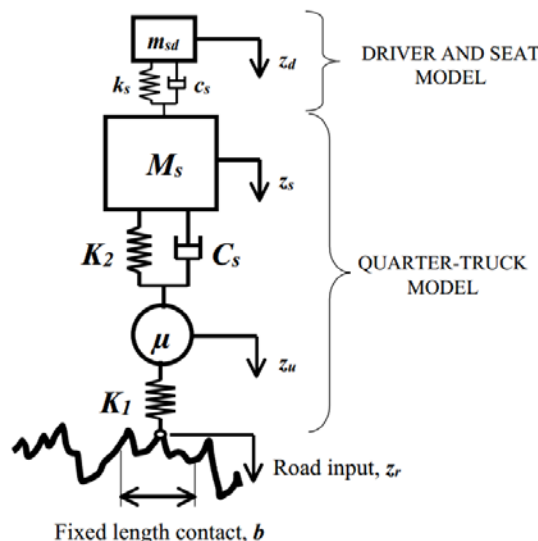 m_sd
z_d
DRIVER AND SEAT
MODEL
k_s
c_s
M_s
z_s
K_2
C_s
QUARTER-TRUCK
MODEL
μ
z_u
K_1
Road input, z_r
Fixed length contact, b